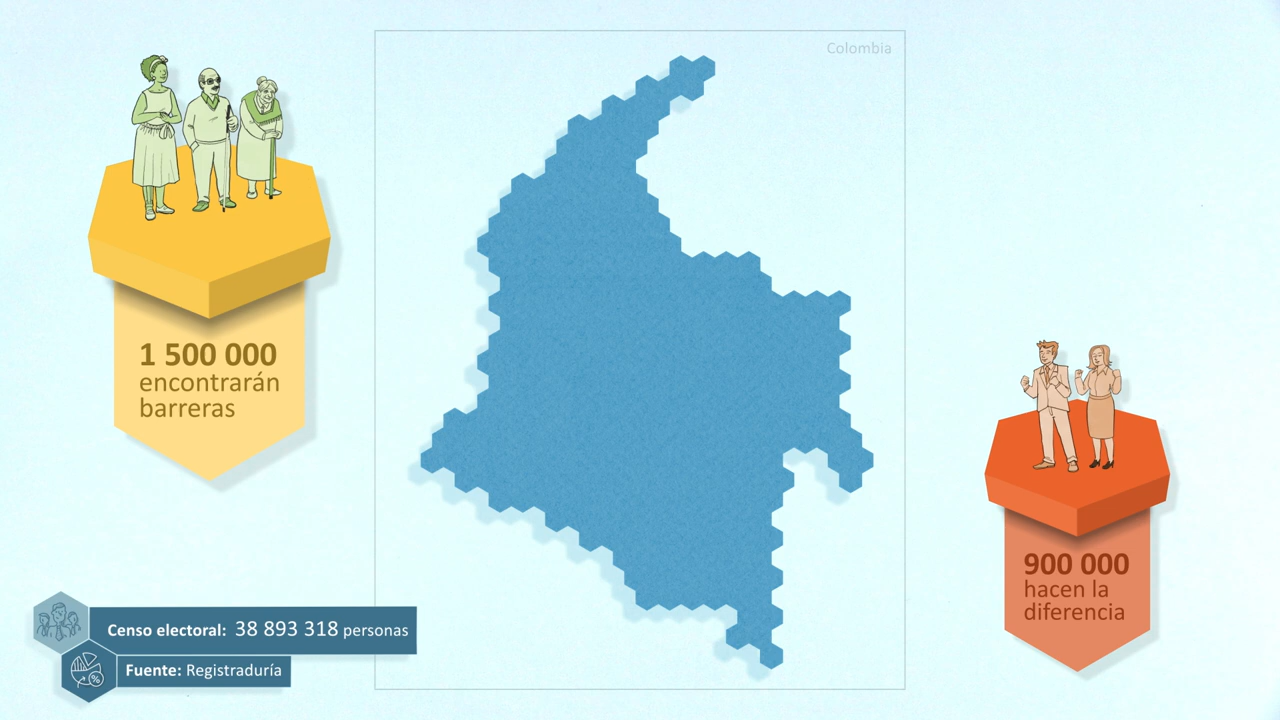 Colombia
1 500 000
encontrarán
barreras
900 000
hacen la
diferencia
Censo electoral: 38 893 318 personas
Fuente: Registraduría
%